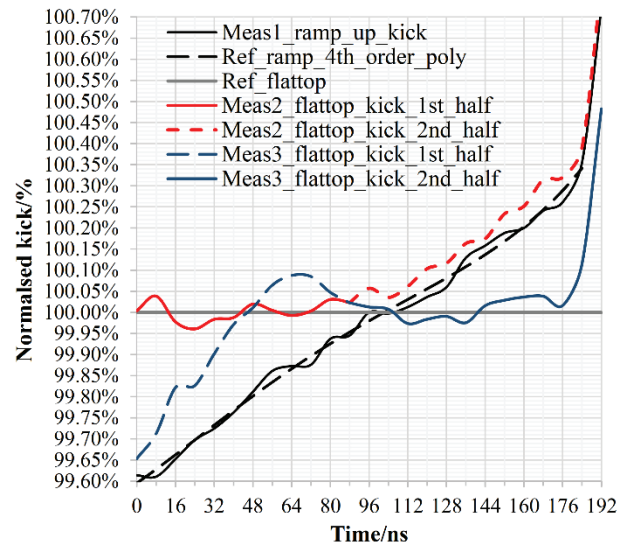 100.70%
100.65%
100.60%
100.55%
100.50%
100.45%
100.40%
100.35%
100.30%
100.25%
100.20%
100.15%
100.10%
100.05%
100.00%
99.95%
99.90%
99.85%
99.80%
99.75%
99.70%
99.65%
99.60%
Normalsed kick/%
Meas1_ramp_up_kick
Ref_ramp_4th_order_poly
Ref_flattop
Meas2_flattop_kick_1st_half
Meas2_flattop_kick_2nd_half
Meas3_flattop_kick_1st_half
Meas3_flattop_kick_2nd_half
0 16 32 48 64 80 96 112 128 144 160 176 192
Time/ns